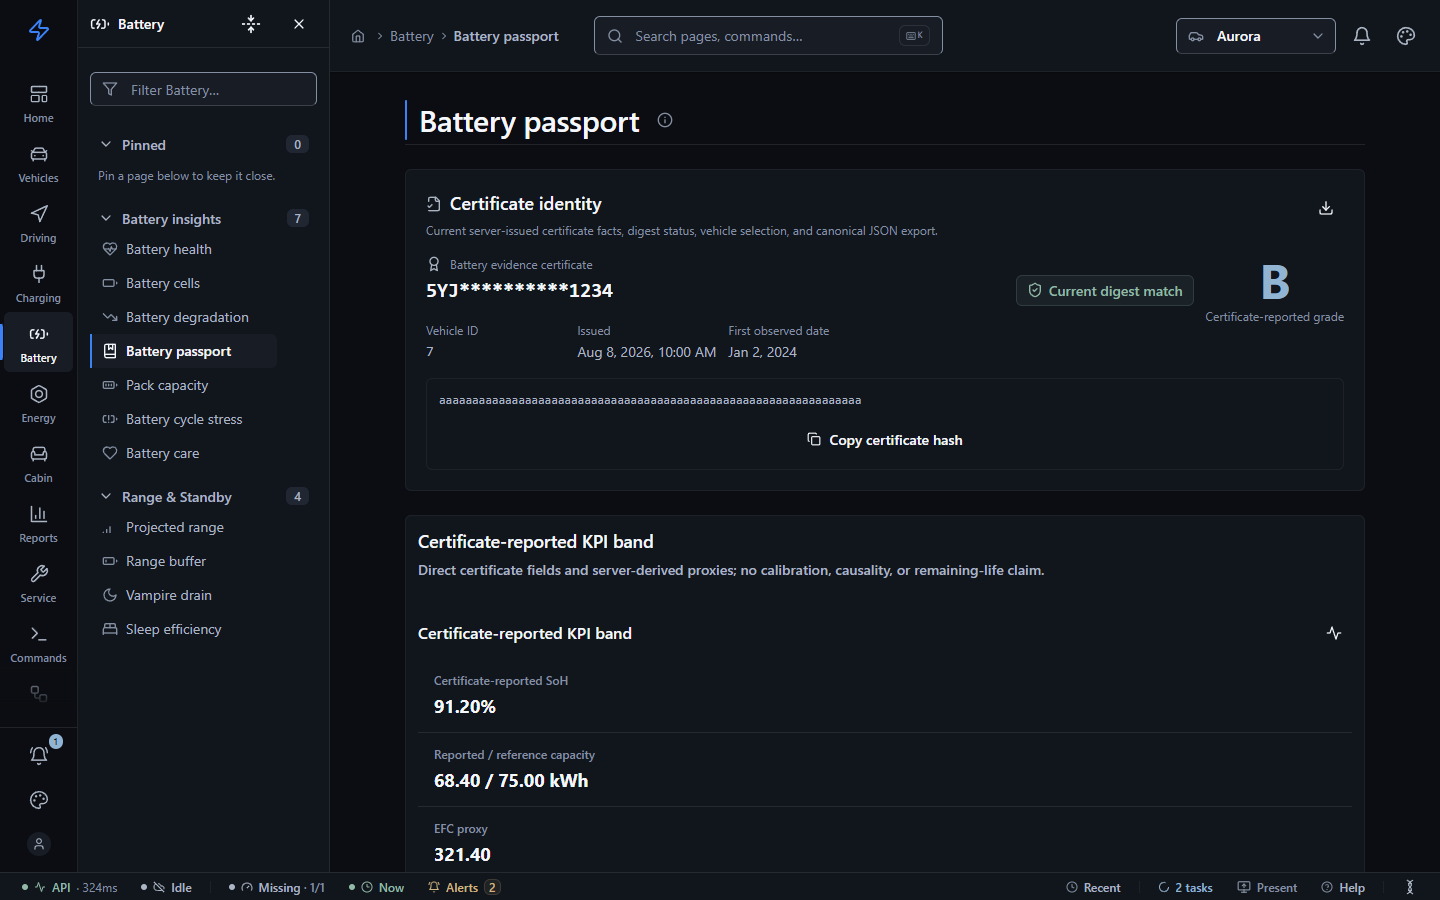 Battery
Battery
Battery passport
Search pages, commands...
K
Aurora
Home
Vehicles
Driving
Charging
Battery
Energy
Cabin
Reports
Service
Commands
1
Filter Battery...
Pinned
0
Pin a page below to keep it close.
Battery insights
7
Battery health
Battery cells
Battery degradation
Battery passport
Pack capacity
Battery cycle stress
Battery care
Range & Standby
4
Projected range
Range buffer
Vampire drain
Sleep efficiency
Battery passport
Certificate identity
Current server-issued certificate facts, digest status, vehicle selection, and canonical JSON export.
Battery evidence certificate
5YJ**********1234
Current digest match
B
Certificate-reported grade
Vehicle ID
Issued
First observed date
7
Aug 8, 2026, 10:00 AM
Jan 2, 2024
aaaaaaaaaaaaaaaaaaaaaaaaaaaaaaaaaaaaaaaaaaaaaaaaaaaaaaaaaaaaaaaa
Copy certificate hash
Certificate-reported KPI band
Direct certificate fields and server-derived proxies; no calibration, causality, or remaining-life claim.
Certificate-reported KPI band
Certificate-reported SoH
91.20%
Reported / reference capacity
68.40 / 75.00 kWh
EFC proxy
321.40
API · 324ms
Idle
Missing · 1/1
Now
Alerts 2
Recent
2 tasks
Present
Help